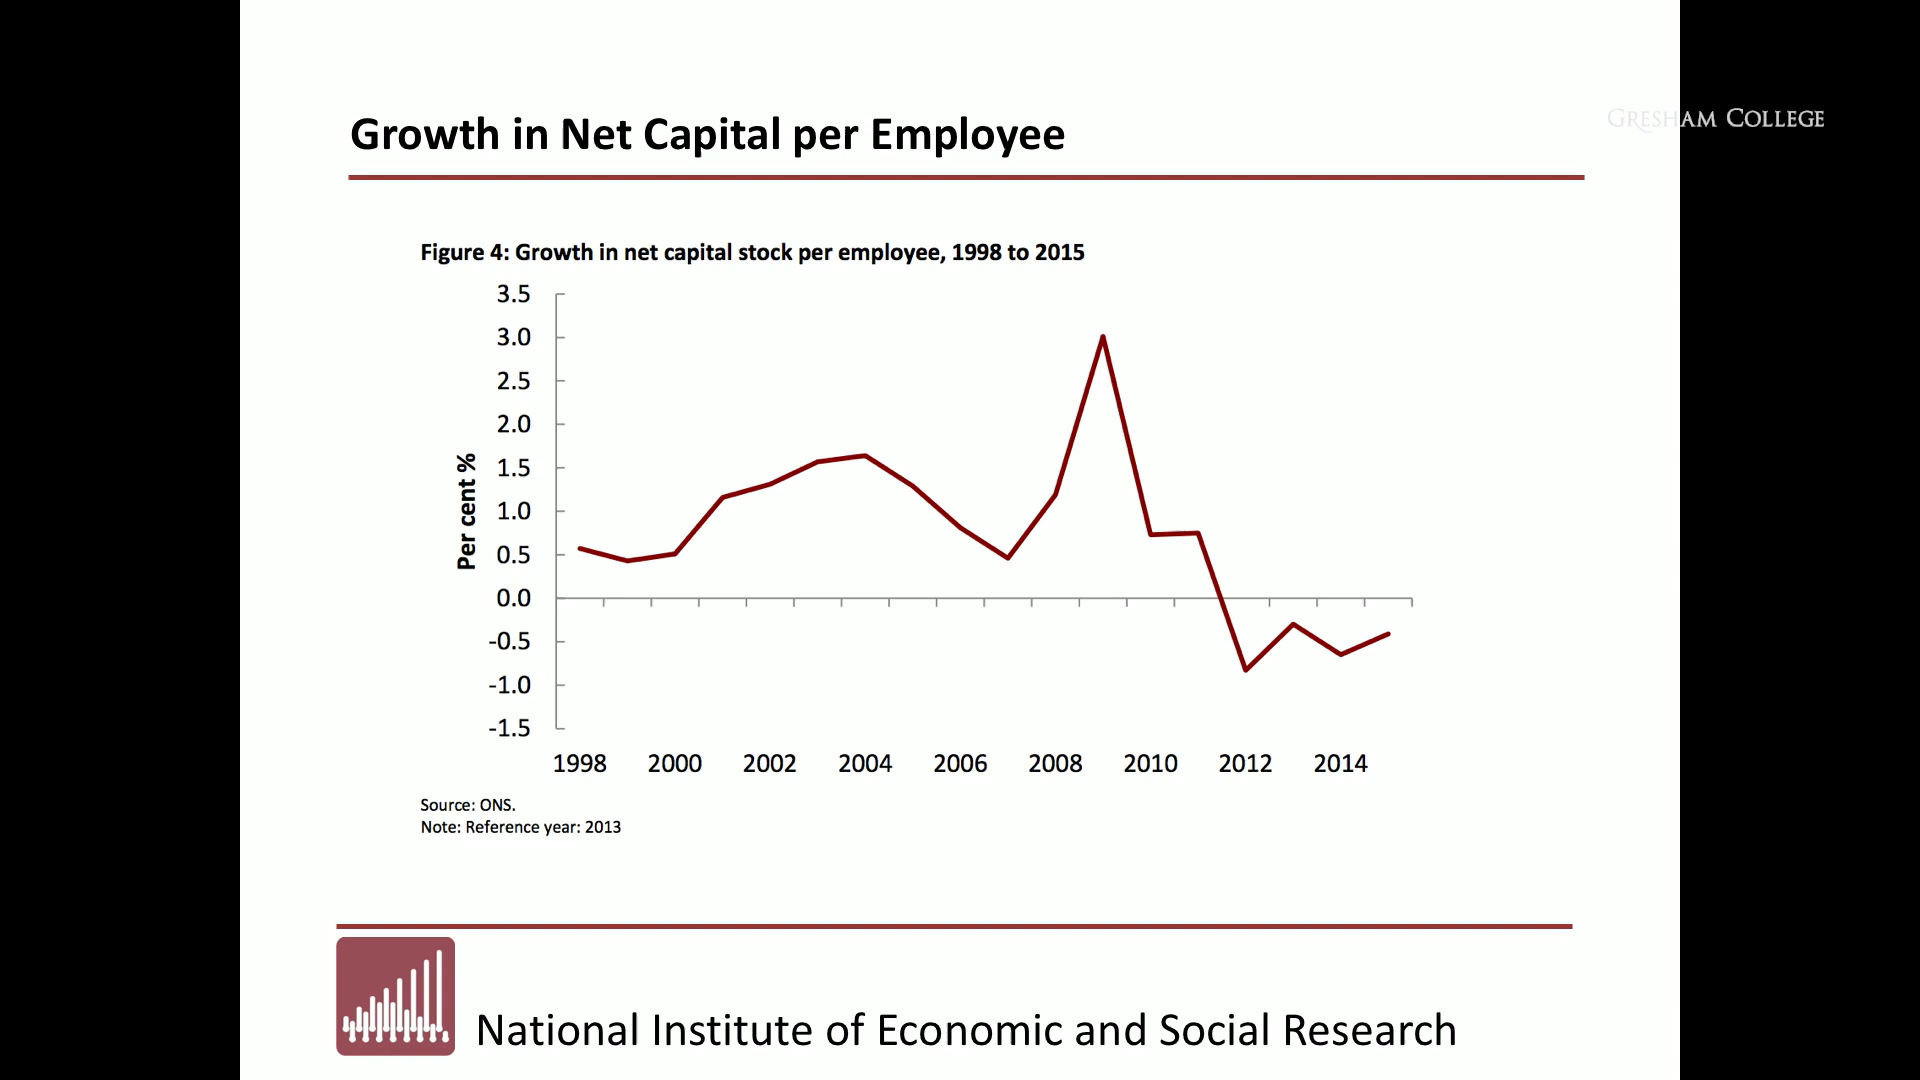 GRESHAM COLLEGE
Growth in Net Capital per Employee
Figure 4: Growth in net capital stock per employee, 1998 to 2015
Per cent %
3.5
3.0
2.5
2.0
1.5
1.0
0.5
0.0
-0.5
-1.0
-1.5
1998 2000 2002 2004 2006 2008 2010 2012 2014
Source: ONS.
Note: Reference year: 2013
National Institute of Economic and Social Research